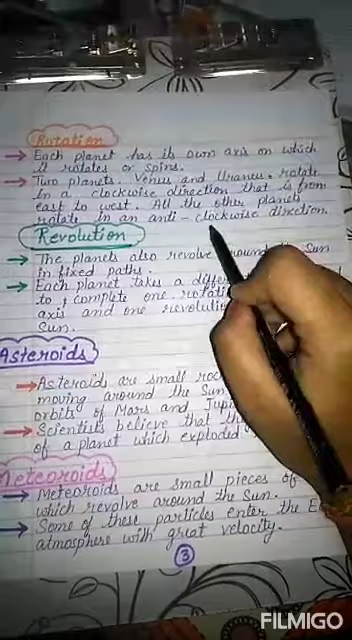 Rotation
→ Each planet has its own axis on which
it rotates or spins.
→ Two planets, Venus and Uranus rotate
in a clockwise direction that is from
east to west. All the other planets
rotate in an anti-clockwise direction.
Revolution
→ The planets also revolve around the Sun
in fixed paths.
→ Each planet takes a
to complete one
axis and one
Sun.
Asteroids
→ Asteroids are small
moving around the Sun
orbits of Mars and
→ Scientists believe that
of a planet which exploded
Meteoroids
→ Meteoroids are small pieces of
which revolve around the Sun.
→ Some of these particles enter the
atmosphere with great velocity.
3
FILMIGO